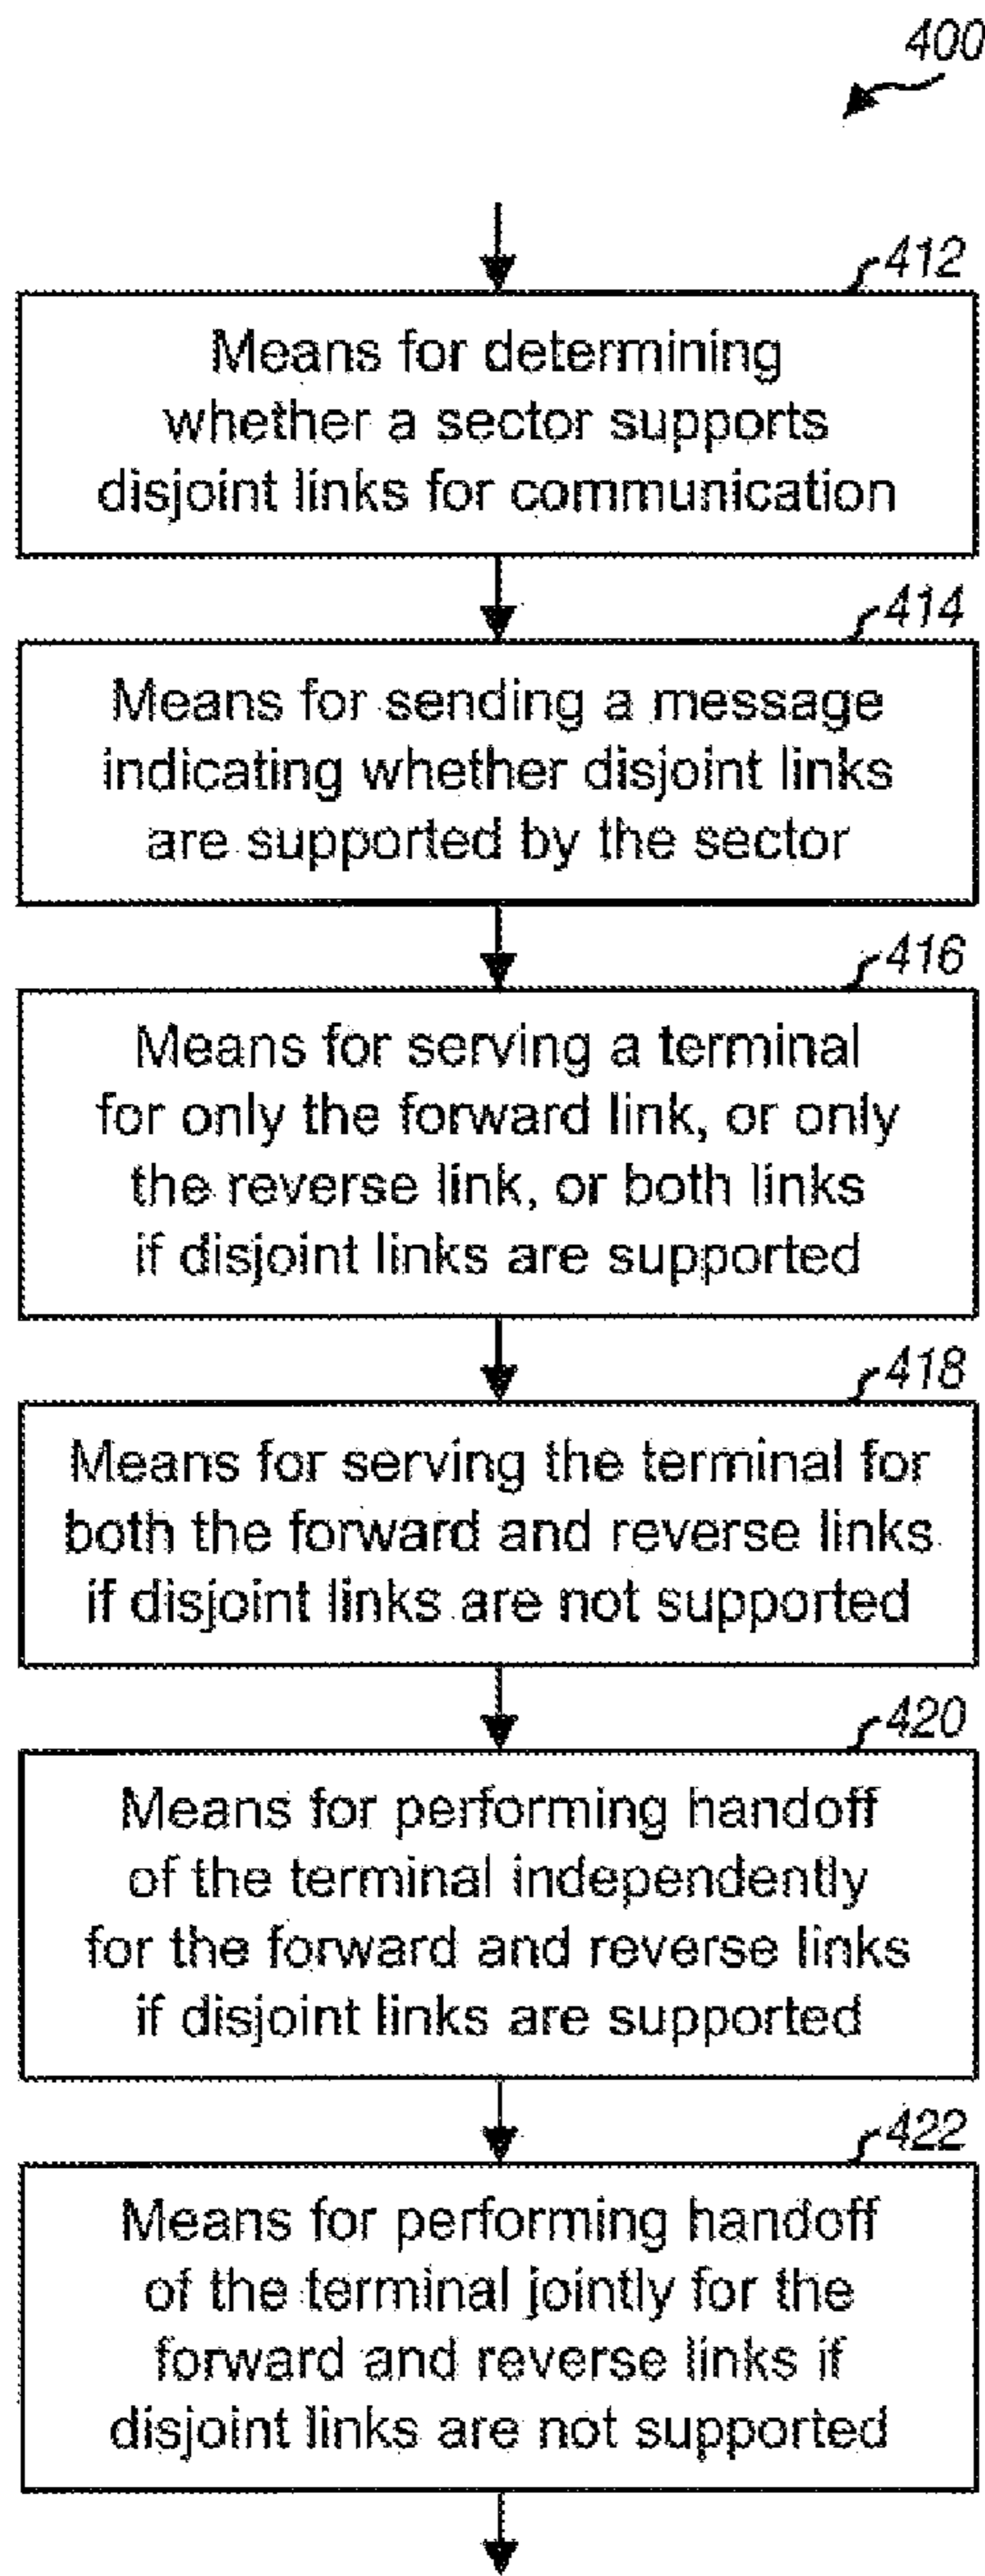 400
412
Means for determining
whether a sector supports
disjoint links for communication
414
Means for sending a message
indicating whether disjoint links
are supported by the sector
416
Means for serving a terminal
for only the forward link, or only
the reverse link, or both links
if disjoint links are supported
418
Means for serving the terminal for
both the forward and reverse links
if disjoint links are not supported
420
Means for performing handoff
of the terminal independently
for the forward and reverse links
if disjoint links are supported
422
Means for performing handoff
of the terminal jointly for the
forward and reverse links if
disjoint links are not supported